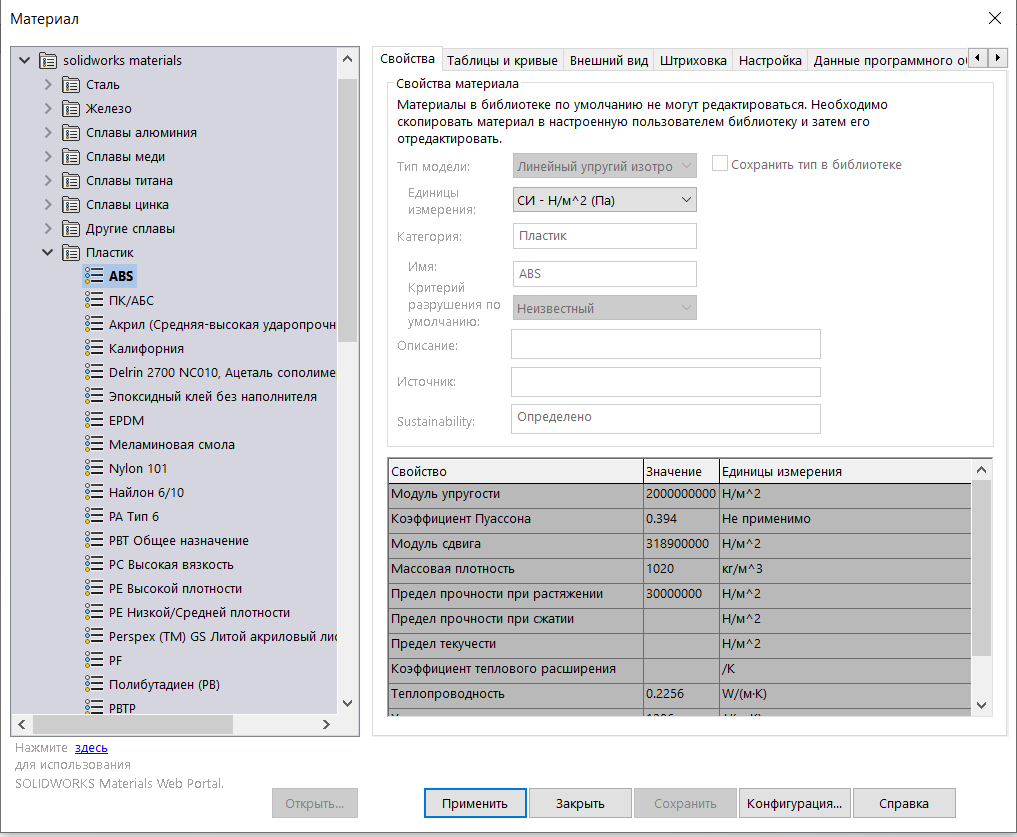 Материал
solidworks materials
Сталь
Железо
Сплавы алюминия
Сплавы меди
Сплавы титана
Сплавы цинка
Другие сплавы
Пластик
ABS
ПК/АБС
Акрил (Средняя-высокая ударопрочн
Калифорния
Delrin 2700 NC010, Ацеталь сополиме
Эпоксидный клей без наполнителя
EPDM
Меламиновая смола
Nylon 101
Найлон 6/10
PA Тип 6
PBT Общее назначение
PC Высокая вязкость
PE Высокой плотности
PE Низкой/Средней плотности
Perspex (TM) GS Литой акриловый лис
PF
Полибутадиен (PB)
PBTP
Нажмите здесь
для использования
SOLIDWORKS Materials Web Portal.
Свойства Таблицы и кривые Внешний вид Штриховка Настройка Данные программного об
Свойства материала
Материалы в библиотеке по умолчанию не могут редактироваться. Необходимо
скопировать материал в настроенную пользователем библиотеку и затем его
отредактировать.
Тип модели: Линейный упругий изотро Сохранить тип в библиотеке
Единицы
измерения: СИ - Н/м^2 (Па)
Категория: Пластик
Имя: ABS
Критерий
разрушения по
умолчанию: Неизвестный
Описание:
Источник:
Sustainability: Определено
Свойство Значение Единицы измерения
Модуль упругости 2000000000 Н/м^2
Коэффициент Пуассона 0.394 Не применимо
Модуль сдвига 318900000 Н/м^2
Массовая плотность 1020 кг/м^3
Предел прочности при растяжении 30000000 Н/м^2
Предел прочности при сжатии Н/м^2
Предел текучести Н/м^2
Коэффициент теплового расширения /K
Теплопроводность 0.2256 W/(м·K)
Открыть... Применить Закрыть Сохранить Конфигурация... Справка